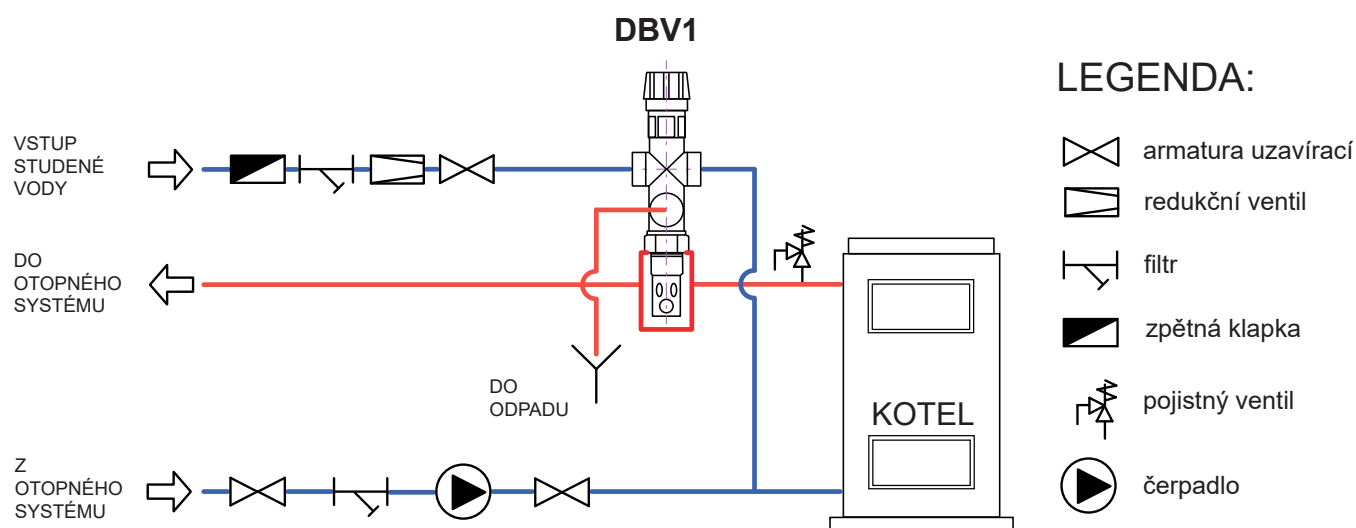 DBV1
LEGENDA:
VSTUP
STUDENÉ
VODY
DO
OTOPNÉHO
SYSTÉMU
DO
ODPADU
KOTEL
Z
OTOPNÉHO
SYSTÉMU
armatura uzavírací
redukční ventil
filtr
zpětná klapka
pojistný ventil
čerpadlo